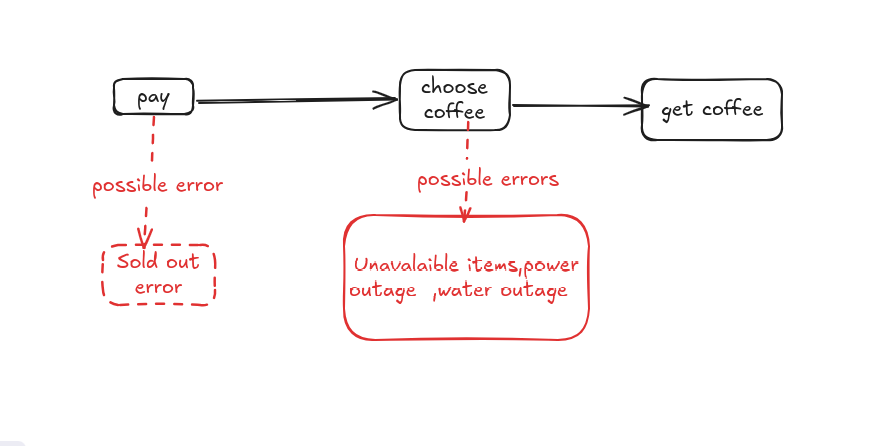 pay
choose
coffee
get coffee
possible error
possible errors
Sold out
error
Unavalaible items,power
outage ,water outage